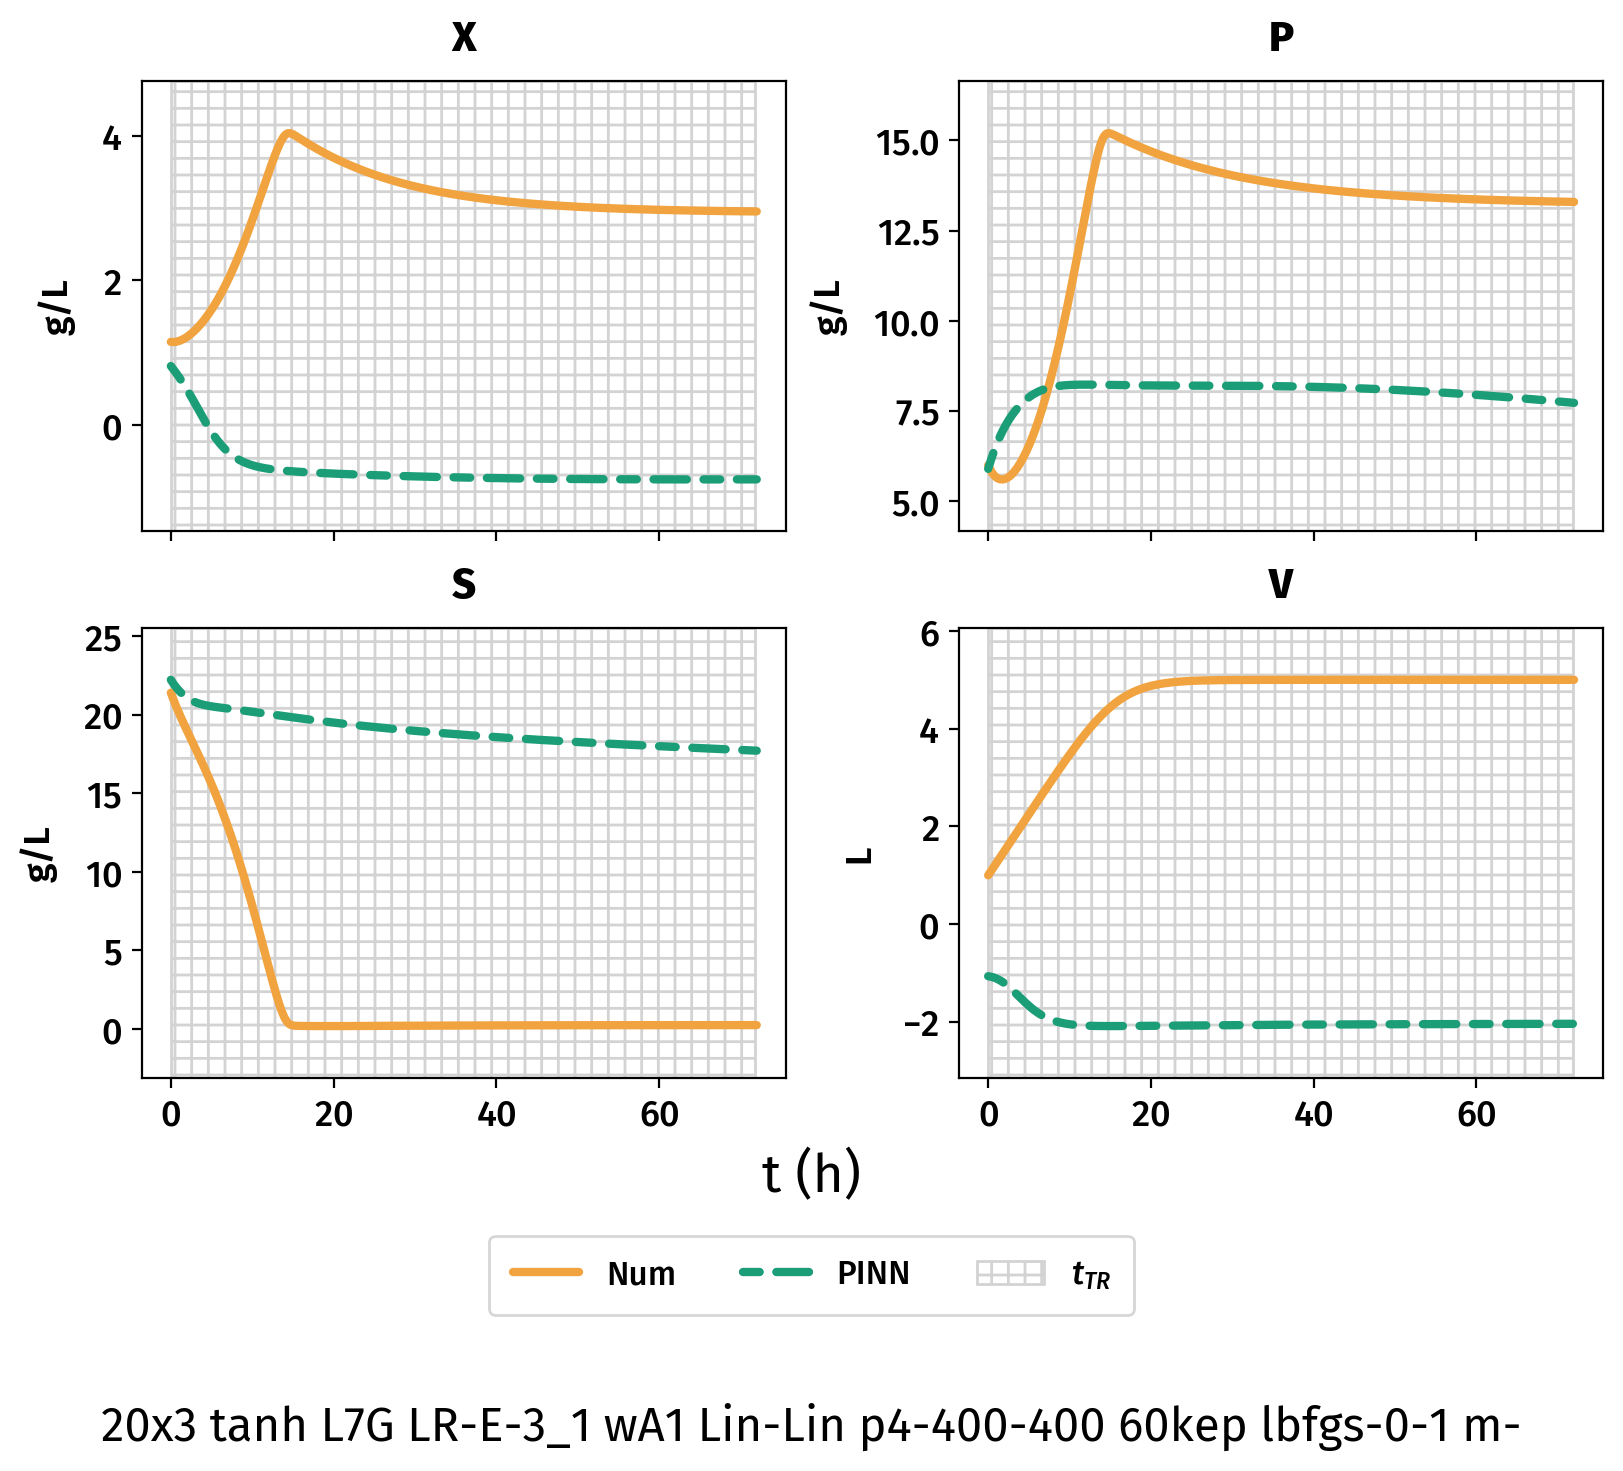 X
P
4
2
0
g/L
15.0
12.5
10.0
7.5
5.0
g/L
S
V
25
20
15
10
5
0
g/L
6
4
2
0
−2
L
0 20 40 60
0 20 40 60
t (h)
Num PINN t_TR
20x3 tanh L7G LR-E-3_1 wA1 Lin-Lin p4-400-400 60kep lbfgs-0-1 m-